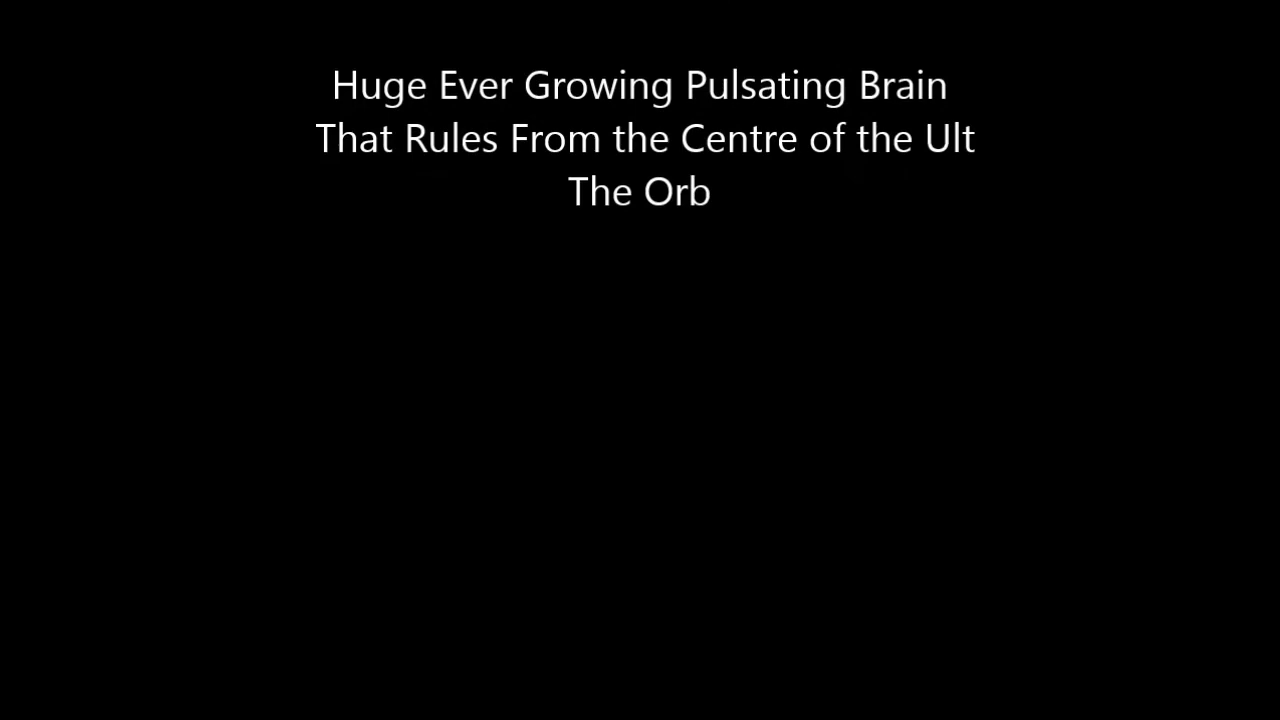 Huge Ever Growing Pulsating Brain
That Rules From the Centre of the Ult
The Orb